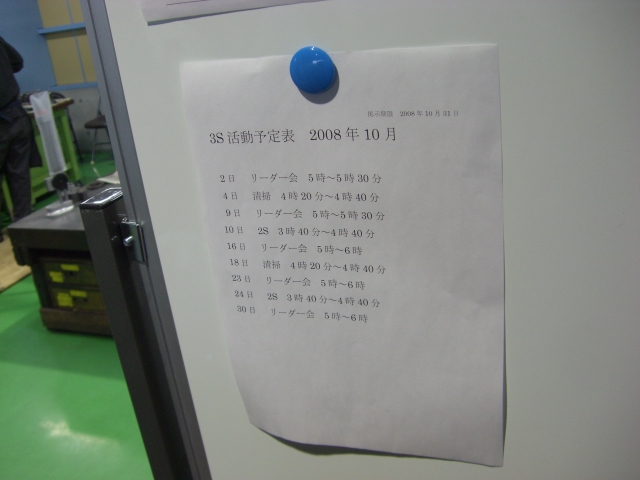 掲示期限 2008年10月31日
3S活動予定表 2008年10月
2日 リーダー会 5時～5時30分
4日 清掃 4時20分～4時40分
9日 リーダー会 5時～5時30分
10日 2S 3時40分～4時40分
16日 リーダー会 5時～6時
18日 清掃 4時20分～4時40分
23日 リーダー会 5時～6時
24日 2S 3時40分～4時40分
30日 リーダー会 5時～6時